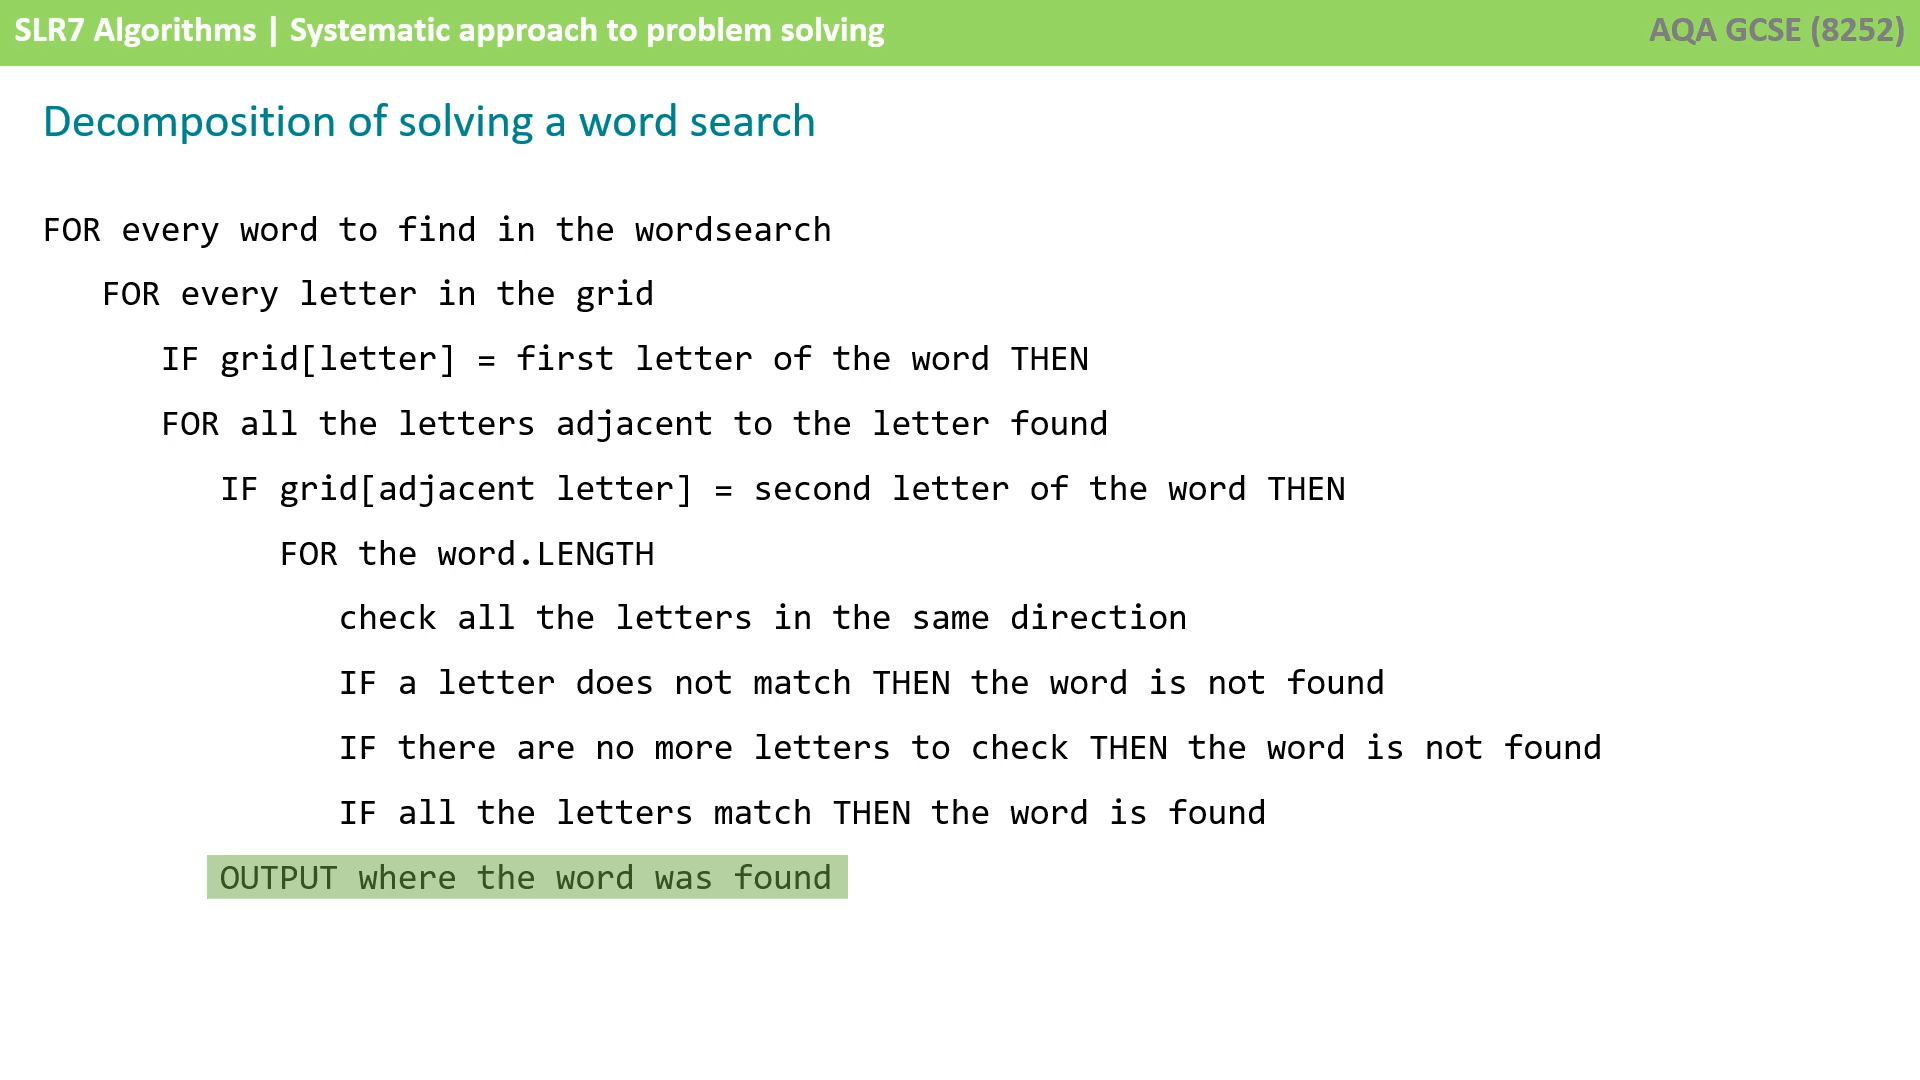 SLR7 Algorithms | Systematic approach to problem solving
AQA GCSE (8252)
Decomposition of solving a word search
FOR every word to find in the wordsearch
FOR every letter in the grid
IF grid[letter] = first letter of the word THEN
FOR all the letters adjacent to the letter found
IF grid[adjacent letter] = second letter of the word THEN
FOR the word.LENGTH
check all the letters in the same direction
IF a letter does not match THEN the word is not found
IF there are no more letters to check THEN the word is not found
IF all the letters match THEN the word is found
OUTPUT where the word was found